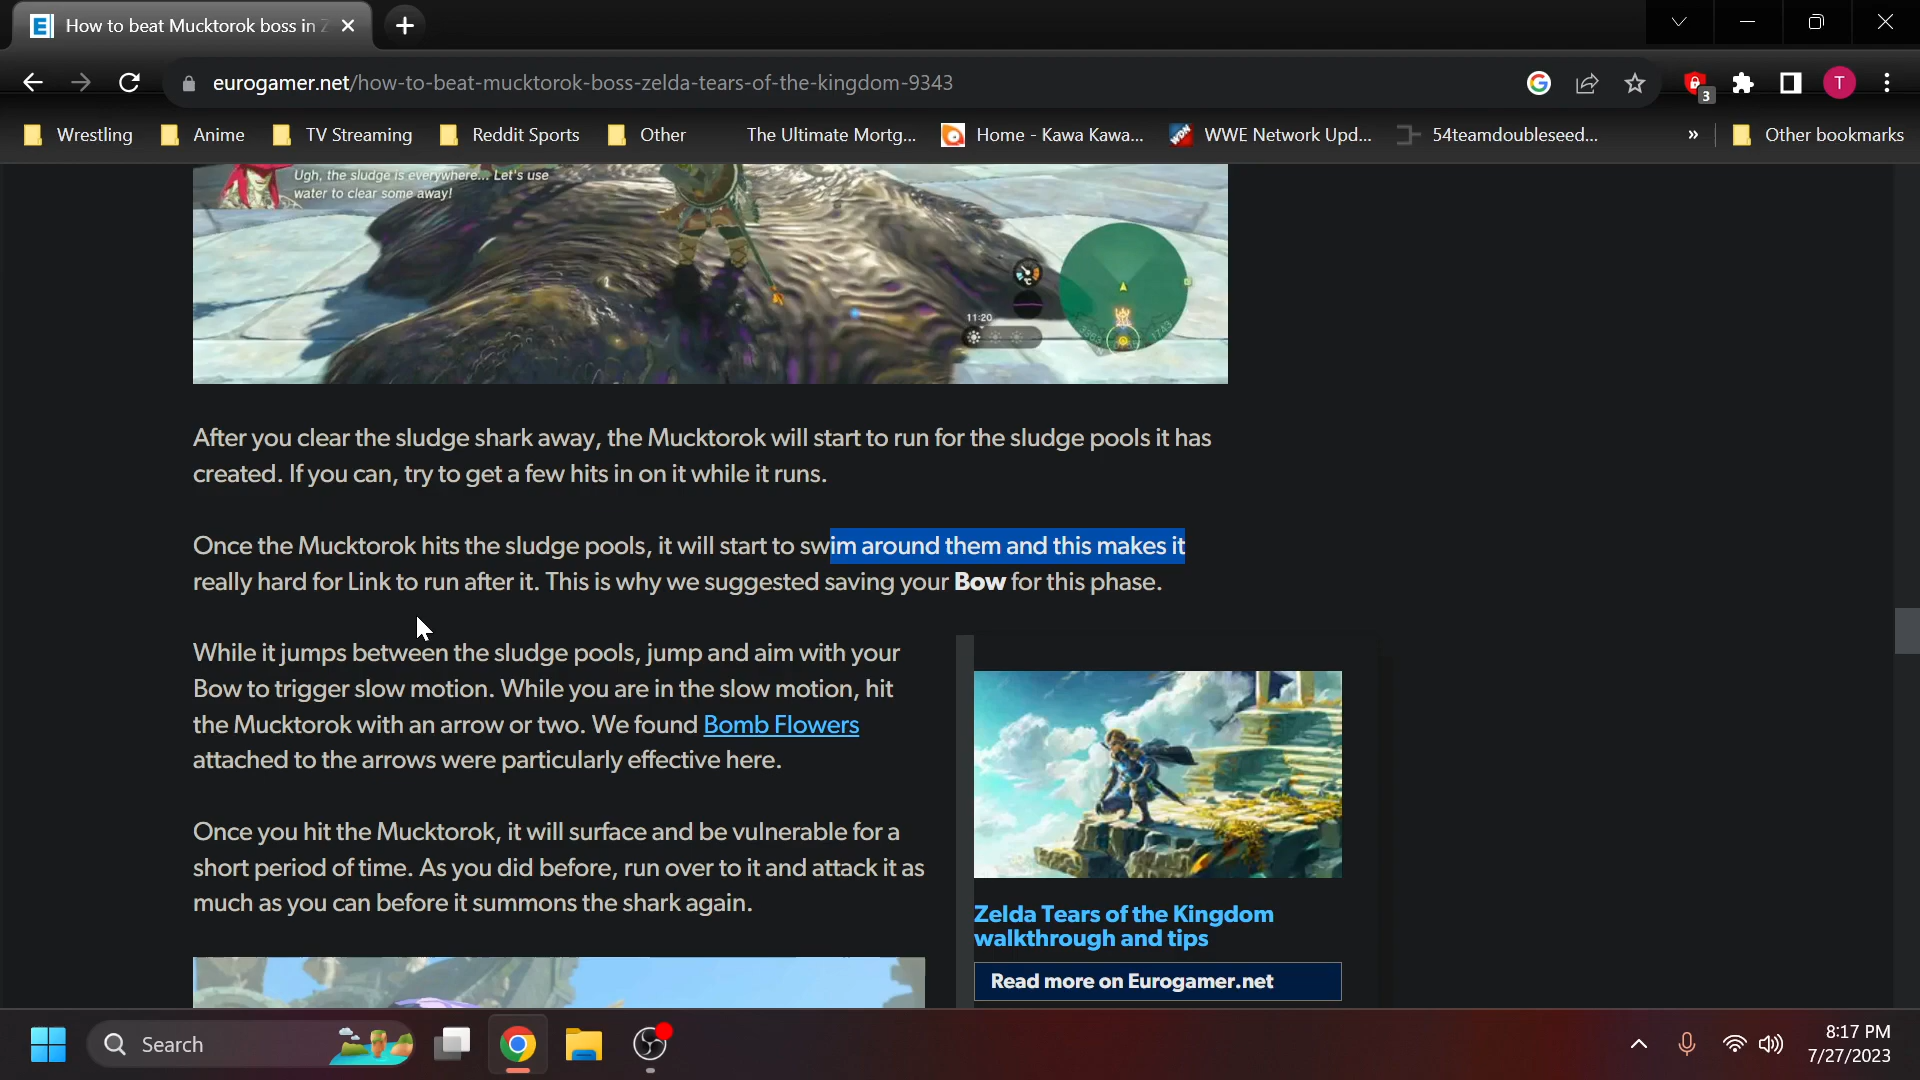 How to beat Mucktorok boss in Z
eurogamer.net/how-to-beat-mucktorok-boss-zelda-tears-of-the-kingdom-9343
3
T
Wrestling
Anime
TV Streaming
Reddit Sports
Other
The Ultimate Mortg...
Home - Kawa Kawa...
WWE Network Upd...
54teamdoubleseed...
»
Other bookmarks
Ugh, the sludge is everywhere... Let's use
water to clear some away!
11:20
After you clear the sludge shark away, the Mucktorok will start to run for the sludge pools it has
created. If you can, try to get a few hits in on it while it runs.
Once the Mucktorok hits the sludge pools, it will start to swim around them and this makes it
really hard for Link to run after it. This is why we suggested saving your Bow for this phase.
While it jumps between the sludge pools, jump and aim with your
Bow to trigger slow motion. While you are in the slow motion, hit
the Mucktorok with an arrow or two. We found Bomb Flowers
attached to the arrows were particularly effective here.
Once you hit the Mucktorok, it will surface and be vulnerable for a
short period of time. As you did before, run over to it and attack it as
much as you can before it summons the shark again.
Zelda Tears of the Kingdom
walkthrough and tips
Read more on Eurogamer.net
Search
8:17 PM
7/27/2023